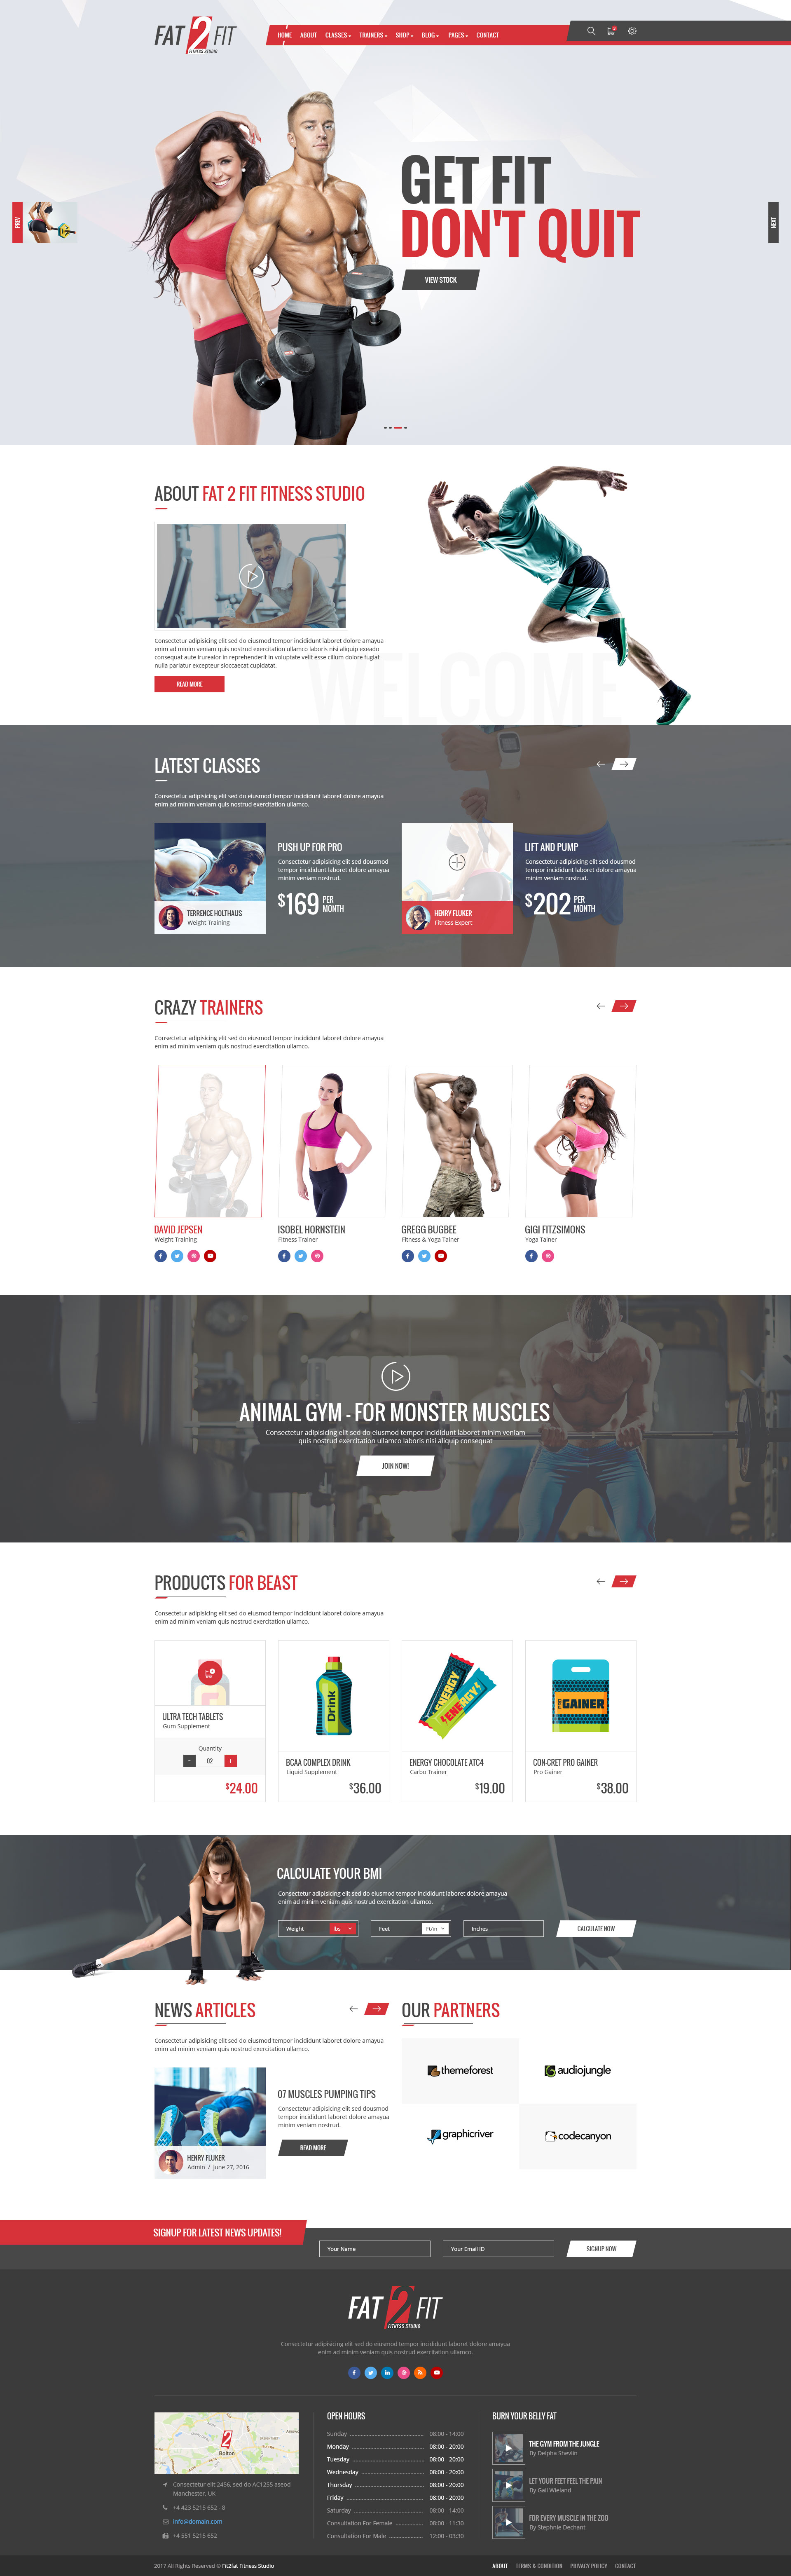 FAT 2 FIT
FITNESS STUDIO
HOME ABOUT CLASSES TRAINERS SHOP BLOG PAGES CONTACT
GET FIT
DON'T QUIT
VIEW STOCK
PREV
NEXT
ABOUT FAT 2 FIT FITNESS STUDIO
Consectetur adipisicing elit sed do eiusmod tempor incididunt laboret dolore amayua
enim ad minim veniam quis nostrud exercitation ullamco laboris nisi aliquip exeado
consequat aute irurealor in reprehenderit in voluptate velit esse cillum dolore fugiat
nulla pariatur excepteur sioccaecat cupidatat.
READ MORE
WELCOME
LATEST CLASSES
Consectetur adipisicing elit sed do eiusmod tempor incididunt laboret dolore amayua
enim ad minim veniam quis nostrud exercitation ullamco.
PUSH UP FOR PRO
Consectetur adipisicing elit sed dousmod
tempor incididunt laboret dolore amayua
minim veniam nostrud.
$169 PER MONTH
TERRENCE HOLTHAUS
Weight Training
LIFT AND PUMP
Consectetur adipisicing elit sed dousmod
tempor incididunt laboret dolore amayua
minim veniam nostrud.
$202 PER MONTH
HENRY FLUKER
Fitness Expert
CRAZY TRAINERS
Consectetur adipisicing elit sed do eiusmod tempor incididunt laboret dolore amayua
enim ad minim veniam quis nostrud exercitation ullamco.
DAVID JEPSEN
Weight Training
ISOBEL HORNSTEIN
Fitness Trainer
GREGG BUGBEE
Fitness & Yoga Tainer
GIGI FITZSIMONS
Yoga Tainer
ANIMAL GYM - FOR MONSTER MUSCLES
Consectetur adipisicing elit sed do eiusmod tempor incididunt laboret minim veniam
quis nostrud exercitation ullamco laboris nisi aliquip consequat
JOIN NOW!
PRODUCTS FOR BEAST
Consectetur adipisicing elit sed do eiusmod tempor incididunt laboret dolore amayua
enim ad minim veniam quis nostrud exercitation ullamco.
ULTRA TECH TABLETS
Gum Supplement
Quantity
- 02 +
$24.00
Drink
BCAA COMPLEX DRINK
Liquid Supplement
$36.00
ENERGY
ENERGY
ENERGY CHOCOLATE ATC4
Carbo Trainer
$19.00
GAINER
CON-CRET PRO GAINER
Pro Gainer
$38.00
CALCULATE YOUR BMI
Consectetur adipisicing elit sed do eiusmod tempor incididunt laboret dolore amayua
enim ad minim veniam quis nostrud exercitation ullamco.
Weight lbs Feet Ft/in Inches CALCULATE NOW
NEWS ARTICLES
Consectetur adipisicing elit sed do eiusmod tempor incididunt laboret dolore amayua
enim ad minim veniam quis nostrud exercitation ullamco.
07 MUSCLES PUMPING TIPS
Consectetur adipisicing elit sed dousmod
tempor incididunt laboret dolore amayua
minim veniam nostrud.
READ MORE
HENRY FLUKER
Admin / June 27, 2016
OUR PARTNERS
themeforest
audiojungle
graphicriver
codecanyon
SIGNUP FOR LATEST NEWS UPDATES!
Your Name Your Email ID SIGNUP NOW
FAT 2 FIT
FITNESS STUDIO
Consectetur adipisicing elit sed do eiusmod tempor incididunt laboret dolore amayua
enim ad minim veniam quis nostrud exercitation ullamco.
Bolton
Consectetur elit 2456, sed do AC1255 aseod
Manchester, UK
+4 423 5215 652 - 8
info@domain.com
+4 551 5215 652
OPEN HOURS
Sunday 08:00 - 14:00
Monday 08:00 - 20:00
Tuesday 08:00 - 20:00
Wednesday 08:00 - 20:00
Thursday 08:00 - 20:00
Friday 08:00 - 20:00
Saturday 08:00 - 14:00
Consultation For Female 08:00 - 11:30
Consultation For Male 12:00 - 03:30
BURN YOUR BELLY FAT
THE GYM FROM THE JUNGLE
By Delpha Shevlin
LET YOUR FEET FEEL THE PAIN
By Gail Wieland
FOR EVERY MUSCLE IN THE ZOO
By Stephnie Dechant
2017 All Rights Reserved © Fit2fat Fitness Studio
ABOUT TERMS & CONDITION PRIVACY POLICY CONTACT